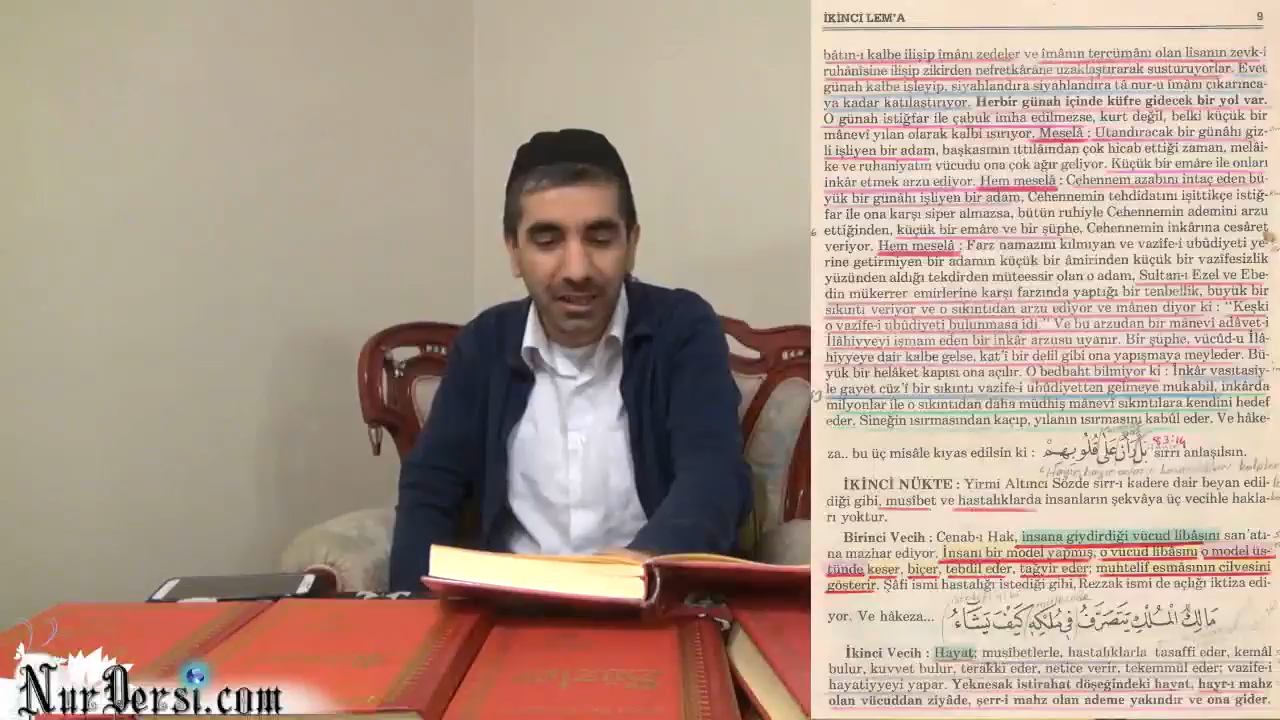 İKİNCİ LEM'A 9
bâtın-ı kalbe ilişip îmânı zedeler ve îmânın tercümânı olan lisanın zevk-i
ruhânîsine ilişip zikirden nefretkârâne uzaklaştırarak susturuyorlar. Evet
günah kalbe işleyip, siyahlandıra siyahlandıra tâ nur-u îmânı çıkarınca-
ya kadar katılaştırıyor. Herbir günah içinde küfre gidecek bir yol var.
O günah istiğfar ile çabuk imha edilmezse, kurt değil, belki küçük bir
mânevî yılan olarak kalbi ısırıyor. Meselâ : Utandıracak bir günâhı giz-
li işliyen bir adam, başkasının ıttılâından çok hicab ettiği zaman, melâi-
ke ve ruhaniyatın vücudu ona çok ağır geliyor. Küçük bir emâre ile onları
inkâr etmek arzu ediyor. Hem meselâ : Cehennem azabını intaç eden bü-
yük bir günâhı işliyen bir adam, Cehennemin tehdîdatını işittikçe istiğ-
far ile ona karşı siper almazsa, bütün ruhiyle Cehennemin ademini arzu
ettiğinden, küçük bir emâre ve bir şüphe, Cehennemin inkârına cesâret
veriyor. Hem meselâ : Farz namazını kılmıyan ve vazife-i ubûdiyeti ye-
rine getirmiyen bir adamın küçük bir âmirinden küçük bir vazifesizlik
yüzünden aldığı tekdirden müteessir olan o adam, Sultan-ı Ezel ve Ebe-
din mükerrer emirlerine karşı farzında yaptığı bir tenbellik, büyük bir
sıkıntı veriyor ve o sıkıntıdan arzu ediyor ve mânen diyor ki : "Keşki
o vazîfe-i ubûdiyeti bulunmasa idi." Ve bu arzudan bir mânevî adâvet-i
İlâhiyyeyi işmam eden bir inkâr arzusu uyanır. Bir şüphe, vücûd-u İlâ-
hiyyeye dair kalbe gelse, kat'î bir delil gibi ona yapışmaya meyleder. Bü-
yük bir helâket kapısı ona açılır. O bedbaht bilmiyor ki : İnkâr vasıtasiy-
le gayet cüz'î bir sıkıntı vazife-i ubûdiyetten gelmeye mukabil, inkârda
milyonlar ile o sıkıntıdan daha müdhiş mânevî sıkıntılara kendini hedef
eder. Sineğin ısırmasından kaçıp, yılanın ısırmasını kabûl eder. Ve hâke-
za.. bu üç misâle kıyas edilsin ki : بَلْ رَانَ عَلَى قُلُوبِهِمْ 83:14 sırrı anlaşılsın.
İKİNCİ NÜKTE : Yirmi Altıncı Sözde sırr-ı kadere dair beyan edil-
diği gibi, musîbet ve hastalıklarda insanların şekvâya üç vecihle hakla-
rı yoktur.
Birinci Vecih : Cenab-ı Hak, insana giydirdiği vücud libâsını san'atı-
na mazhar ediyor. İnsanı bir model yapmış, o vücud libâsını o model üs-
tünde keser, biçer, tebdil eder, tağyir eder; muhtelif esmâsının cilvesini
gösterir. Şâfi ismi hastalığı istediği gibi, Rezzak ismi de açlığı iktiza edi-
yor. Ve hâkeza... مَالِكُ الْمُلْكِ يَتَصَرَّفُ فِي مُلْكِهِ كَيْفَ يَشَاءُ
İkinci Vecih : Hayat; musîbetlerle, hastalıklarla tasaffi eder, kemâl
bulur, kuvvet bulur, terakki eder, netice verir, tekemmül eder; vazife-i
hayatiyyeyi yapar. Yeknesak istirahat döşeğindeki hayat, hayr-ı mahz
olan vücuddan ziyâde, şerr-i mahz olan ademe yakındır ve ona gider.
NurDersi.com